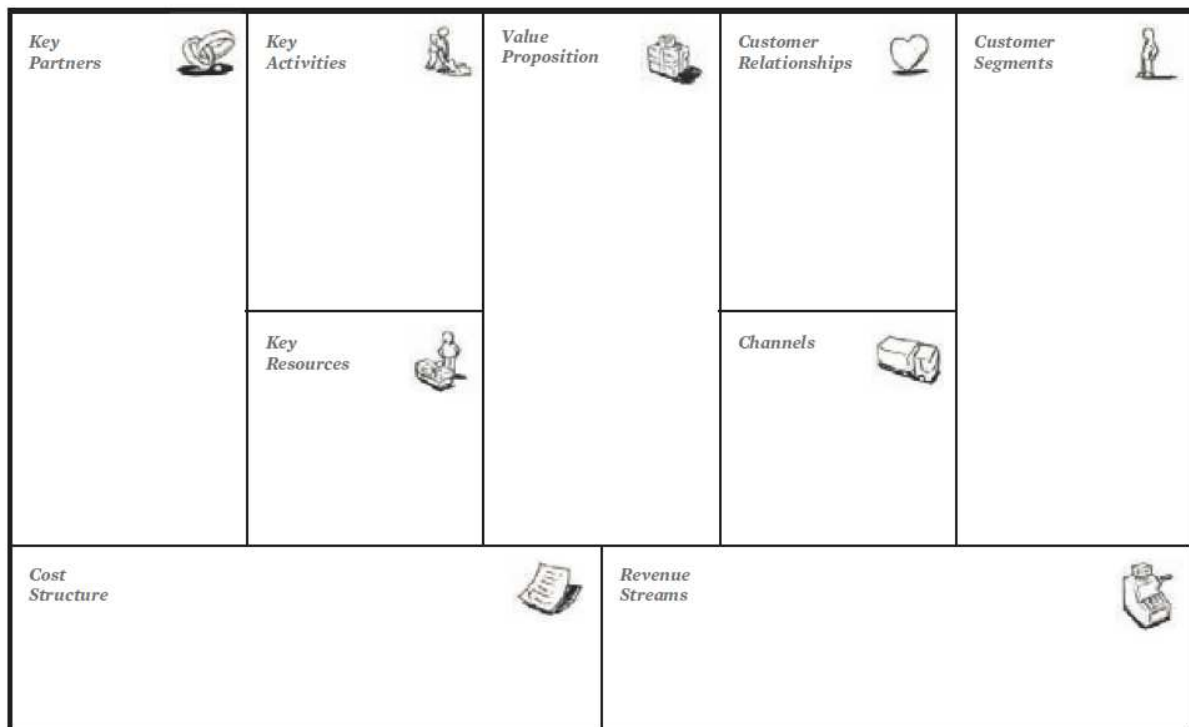 Key
Partners
Key
Activities
Value
Proposition
Customer
Relationships
Customer
Segments
Key
Resources
Channels
Cost
Structure
Revenue
Streams